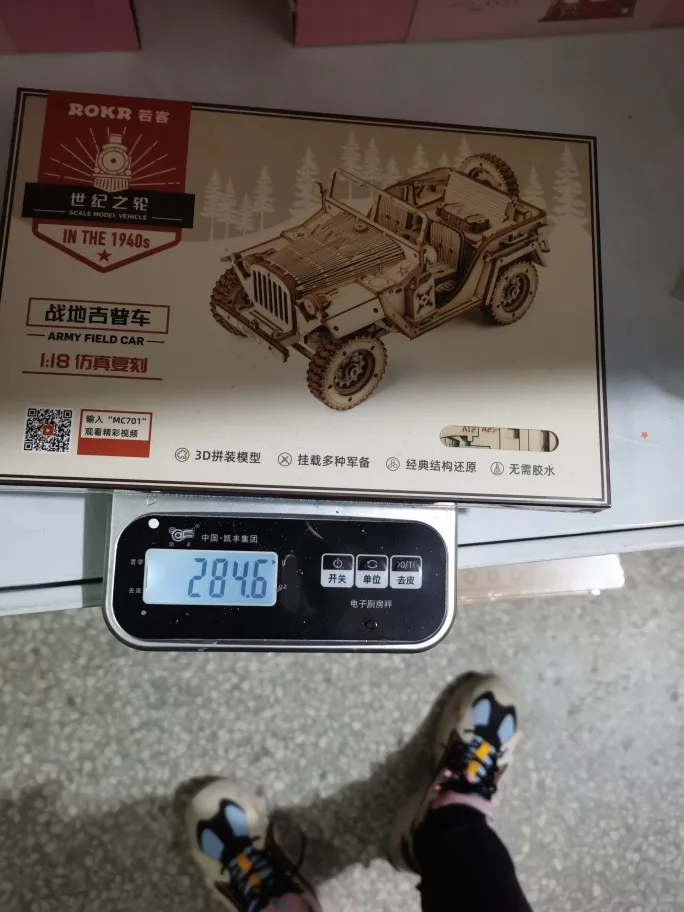 ROKR 若客
世纪之轮
SCALE MODEL VEHICLE
IN THE 1940s
战地吉普车
ARMY FIELD CAR
1:18 仿真复刻
输入 “MC701”
观看精彩视频
3D拼装模型
挂载多种军备
经典结构还原
无需胶水
中国·凯丰集团
284.6
开关
单位
>0/T<
去皮
电子厨房秤